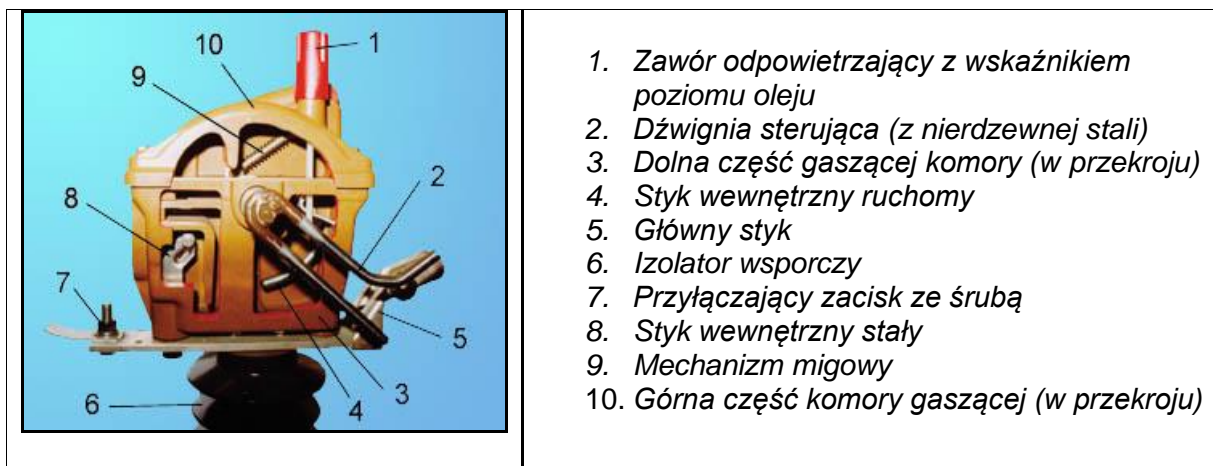 1
10
9
2
8
7
5
6
4
3
1. Zawór odpowietrzający z wskaźnikiem
poziomu oleju
2. Dźwignia sterująca (z nierdzewnej stali)
3. Dolna część gaszącej komory (w przekroju)
4. Styk wewnętrzny ruchomy
5. Główny styk
6. Izolator wsporczy
7. Przyłączający zacisk ze śrubą
8. Styk wewnętrzny stały
9. Mechanizm migowy
10. Górna część komory gaszącej (w przekroju)